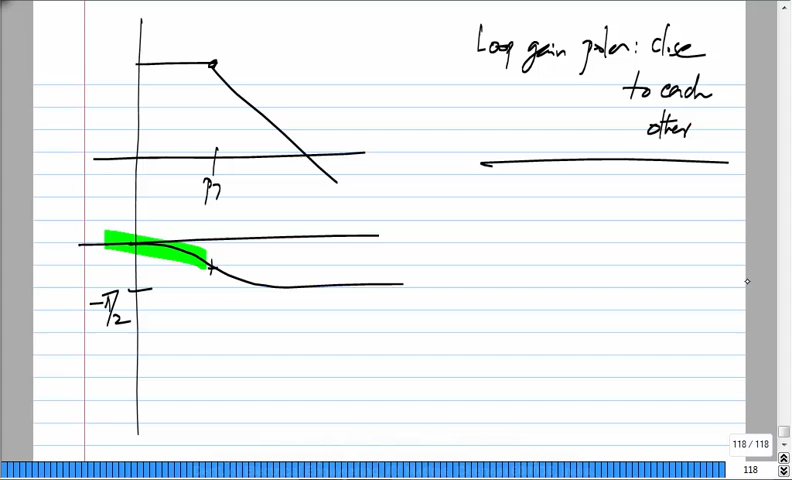 Loop gain poles: close
to each
other
p1
-π/2
118 / 118
118